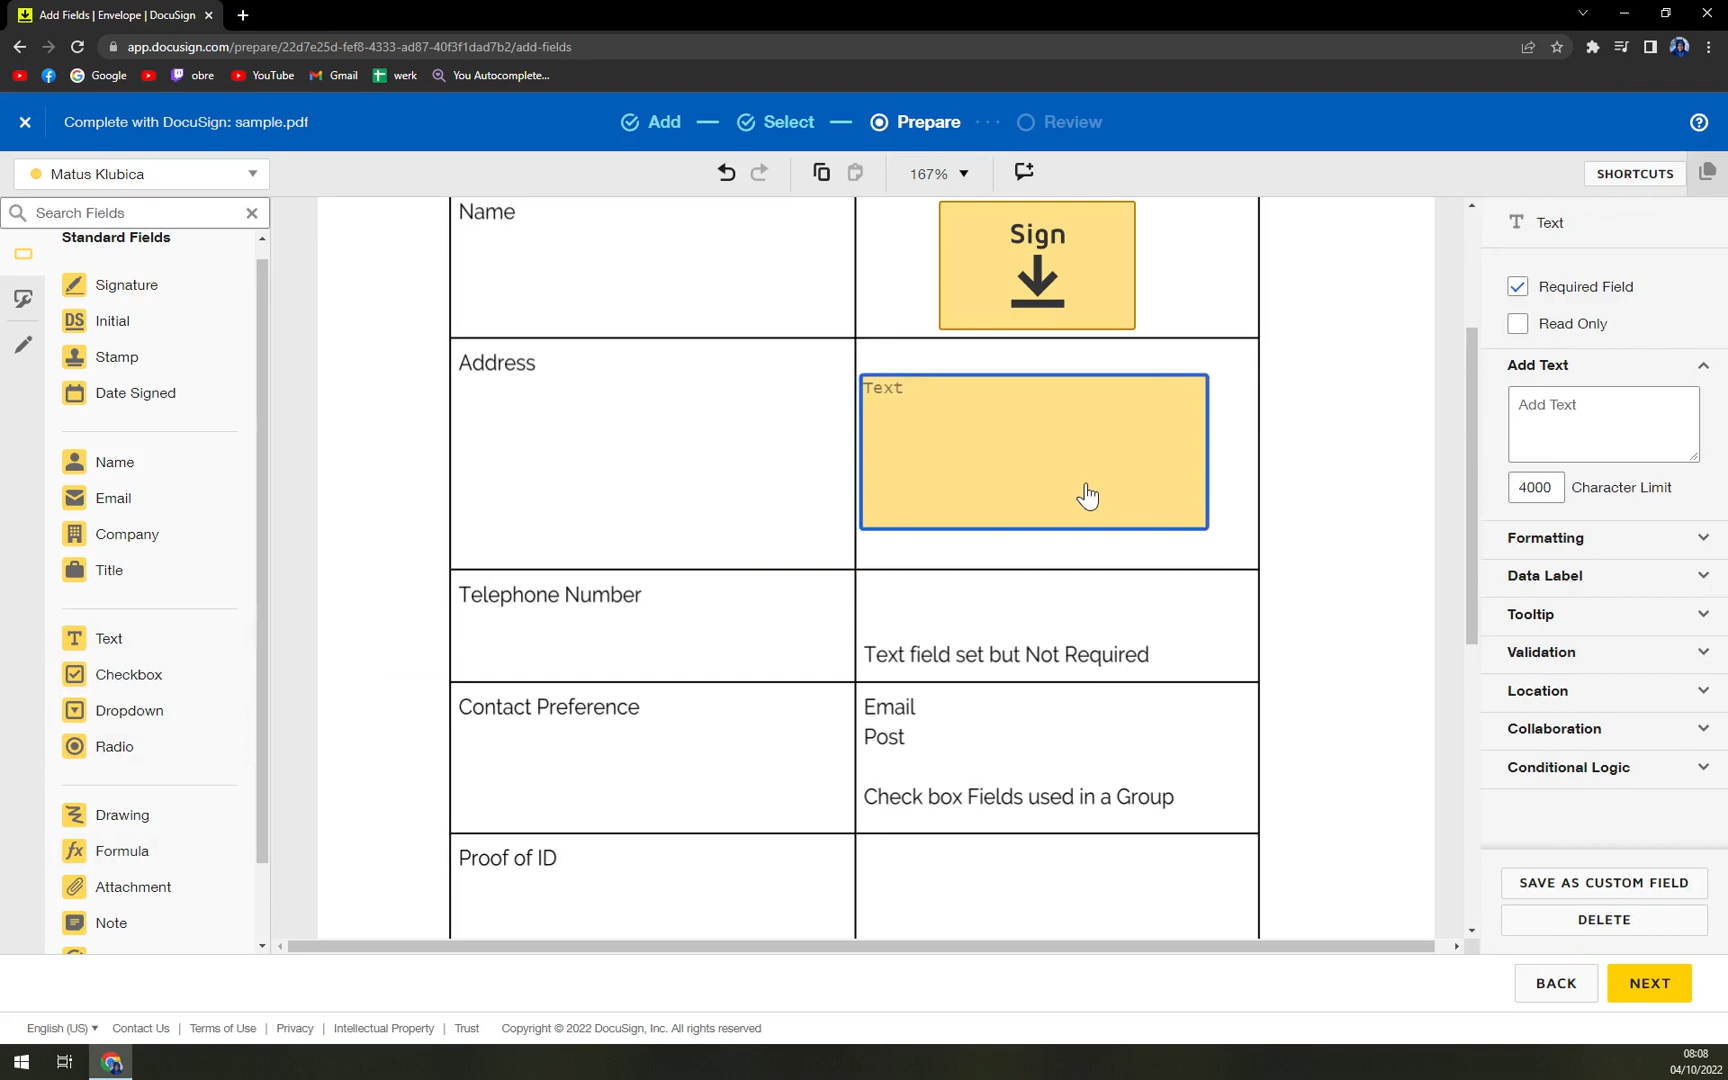 Add Fields | Envelope | DocuSign
app.docusign.com/prepare/22d7e25d-fef8-4333-ad87-40f3f1dad7b2/add-fields
Google
obre
YouTube
Gmail
werk
You Autocomplete...
Complete with DocuSign: sample.pdf
Add
Select
Prepare
Review
Matus Klubica
167%
SHORTCUTS
Search Fields
Standard Fields
Signature
DS Initial
Stamp
Date Signed
Name
Email
Company
Title
T Text
Checkbox
Dropdown
Radio
Drawing
fx Formula
Attachment
Note
Name
Sign
Address
Text
Telephone Number
Text field set but Not Required
Contact Preference
Email
Post
Check box Fields used in a Group
Proof of ID
T Text
Required Field
Read Only
Add Text
Add Text
4000 Character Limit
Formatting
Data Label
Tooltip
Validation
Location
Collaboration
Conditional Logic
SAVE AS CUSTOM FIELD
DELETE
BACK
NEXT
English (US) ▾ Contact Us | Terms of Use | Privacy | Intellectual Property | Trust Copyright © 2022 DocuSign, Inc. All rights reserved
08:08
04/10/2022